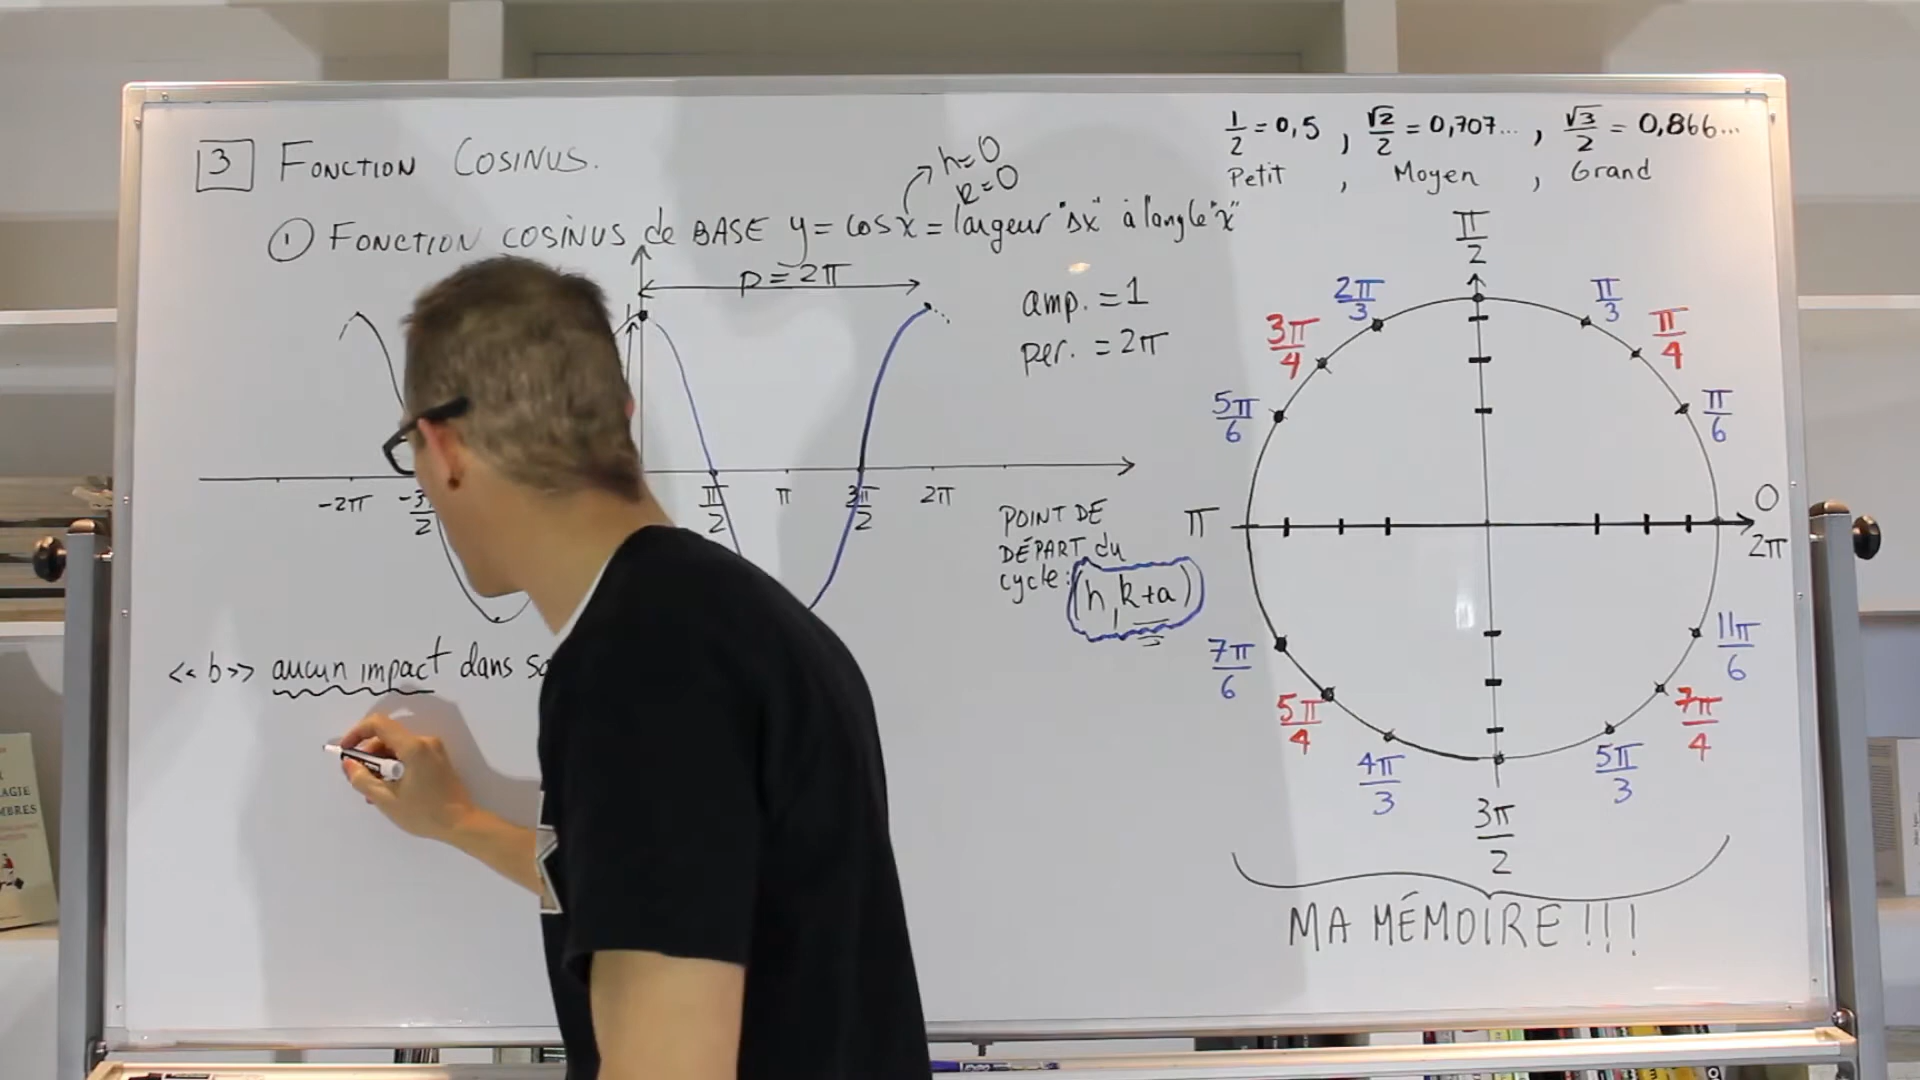 3 FONCTION COSINUS.
h=0
k=0
① FONCTION COSINUS de BASE y = cos x = largeur "Δx" à l'angle "x"
p = 2π
1
amp. = 1
per. = 2π
-2π π/2 π 3π/2 2π
POINT DE
DÉPART du
cycle: (h, k+a)
<< b >> aucun impact dans
1/2 = 0,5 , √2/2 = 0,707... , √3/2 = 0,866...
Petit , Moyen , Grand
π/2
2π/3 π/3
3π/4 π/4
5π/6 π/6
π 0
2π
7π/6 11π/6
5π/4 7π/4
4π/3 5π/3
3π/2
MA MÉMOIRE !!!